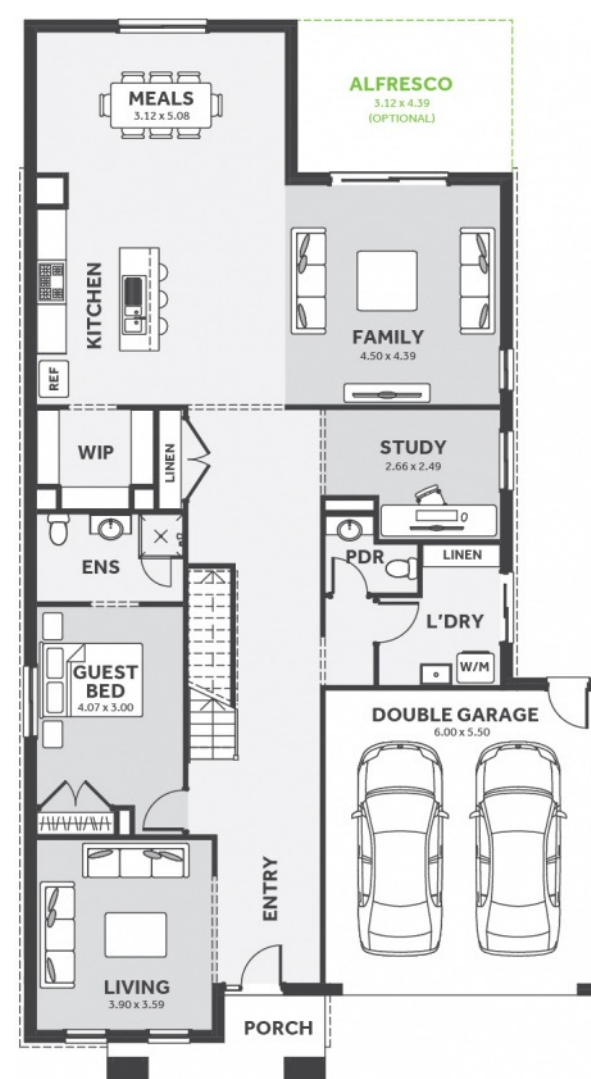 ALFRESCO
3.12 x 4.39
(OPTIONAL)
MEALS
3.12 x 5.08
KITCHEN
FAMILY
4.50 x 4.39
REF
WIP
LINEN
STUDY
2.66 x 2.49
ENS
PDR
LINEN
L'DRY
W/M
GUEST
BED
4.07 x 3.00
DOUBLE GARAGE
6.00 x 5.50
ENTRY
LIVING
3.90 x 3.59
PORCH